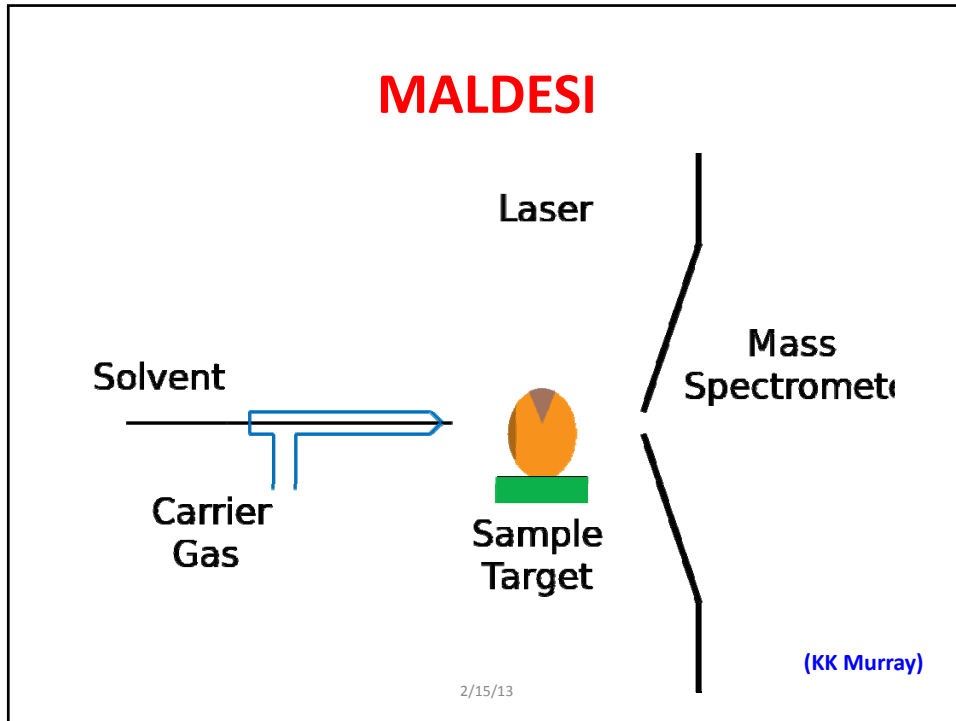 MALDESI
Laser
Mass
Spectromete
Solvent
Carrier
Gas
Sample
Target
(KK Murray)
2/15/13